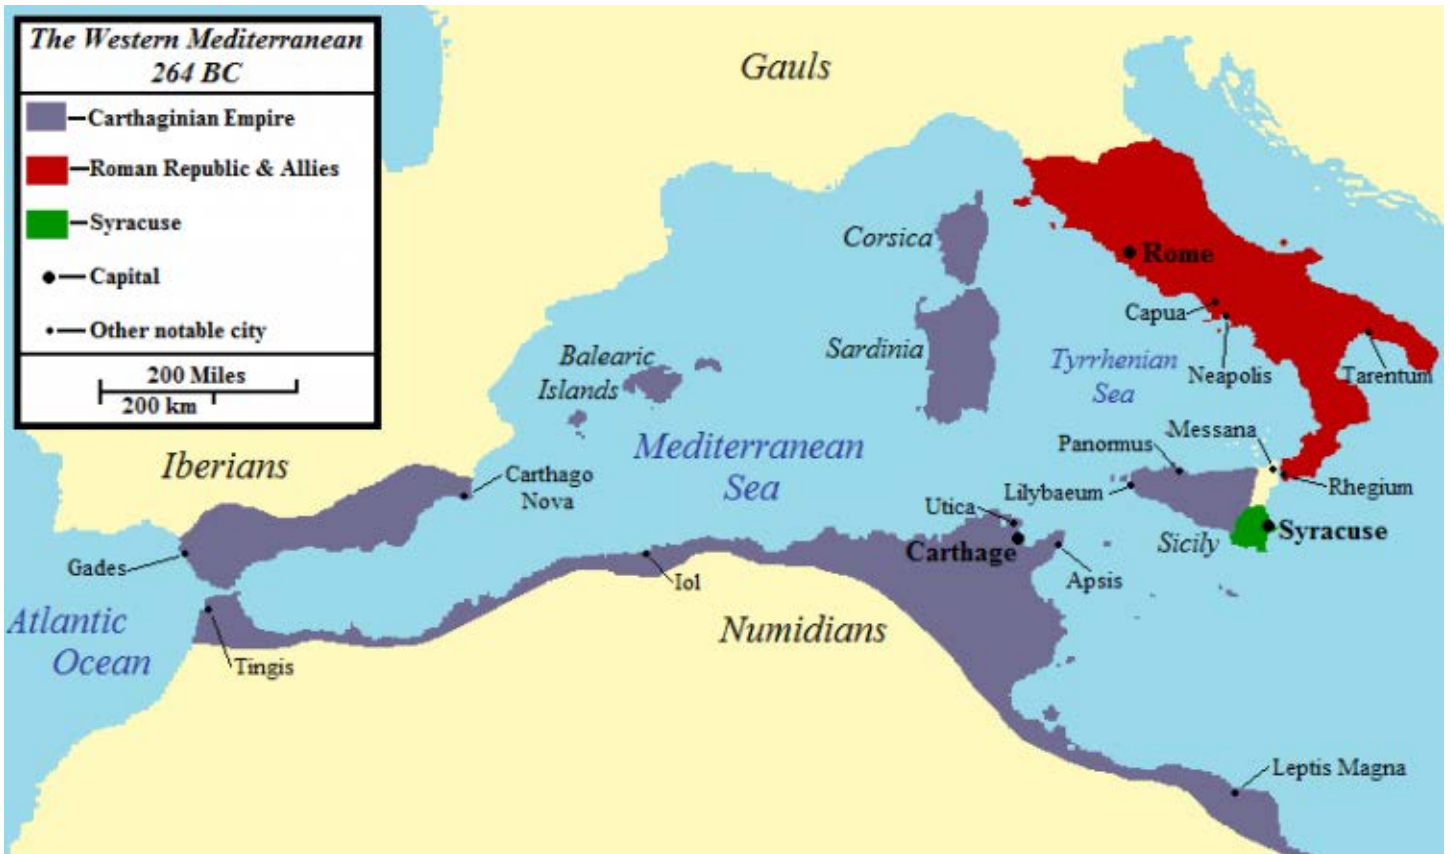 The Western Mediterranean
264 BC
Carthaginian Empire
Roman Republic & Allies
Syracuse
Capital
Other notable city
200 Miles
200 km
Gauls
Corsica
Rome
Capua
Sardinia
Balearic
Islands
Tyrrhenian
Sea
Neapolis
Tarentum
Messana
Panormus
Mediterranean
Sea
Iberians
Carthago
Nova
Lilybaeum
Rhegium
Utica
Syracuse
Sicily
Carthage
Gades
Iol
Apsis
Atlantic
Ocean
Numidians
Tingis
Leptis Magna